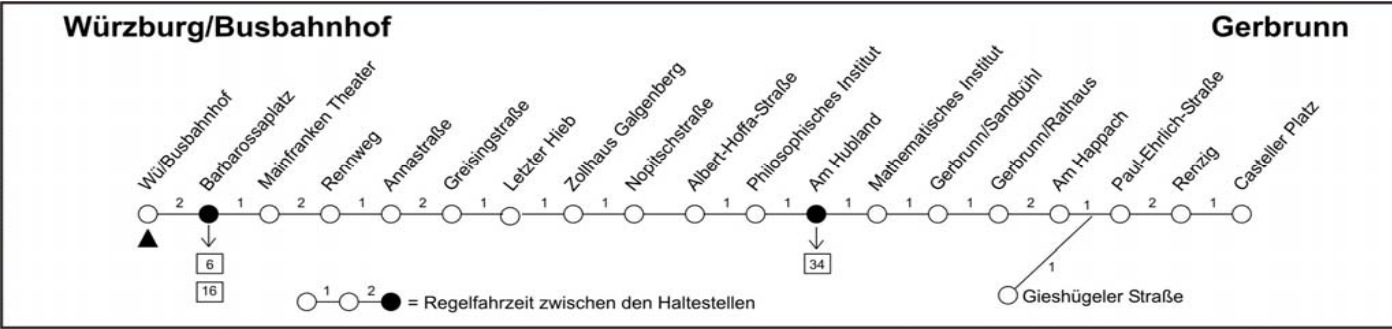 Würzburg/Busbahnhof
Gerbrunn
Wü/Busbahnhof
Barbarossaplatz
Mainfranken Theater
Rennweg
Annastraße
Greisingstraße
Letzter Hieb
Zollhaus Galgenberg
Nopitschstraße
Albert-Hoffa-Straße
Philosophisches Institut
Am Hubland
Mathematisches Institut
Gerbrunn/Sandbühl
Gerbrunn/Rathaus
Am Happach
Paul-Ehrlich-Straße
Renzig
Casteller Platz
2 1 2 1 2 1 1 1 1 1 1 1 1 2 1 2 1
6
16
34
1
Gieshügeler Straße
1 2 = Regelfahrzeit zwischen den Haltestellen